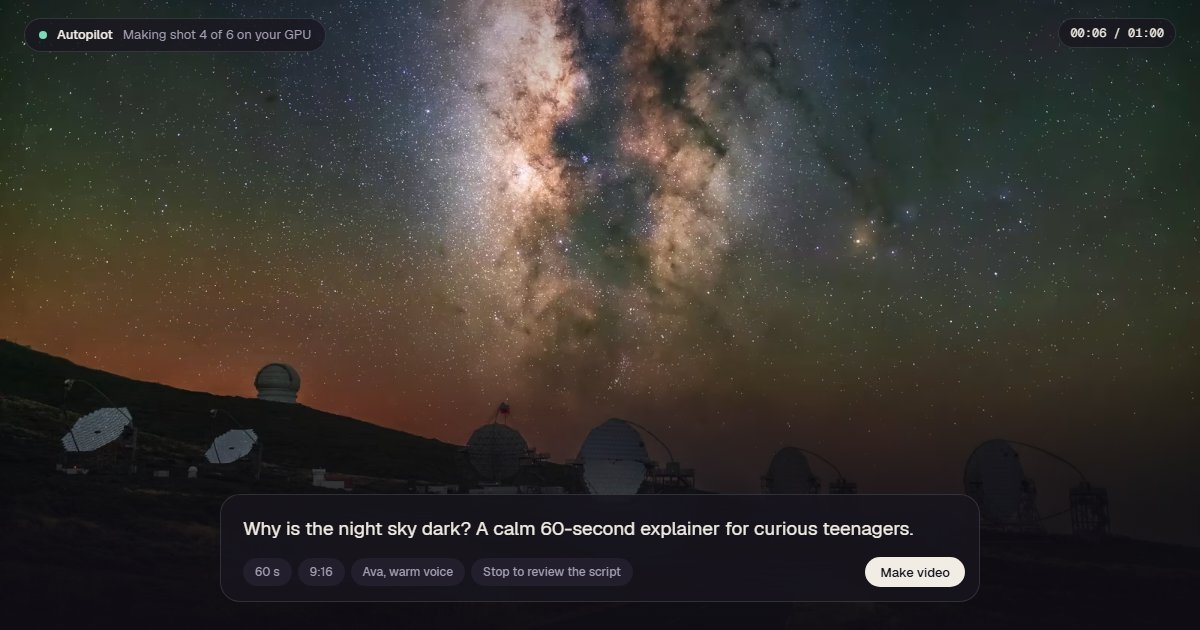 Autopilot Making shot 4 of 6 on your GPU
00:06 / 01:00
Why is the night sky dark? A calm 60-second explainer for curious teenagers.
60 s
9:16
Ava, warm voice
Stop to review the script
Make video